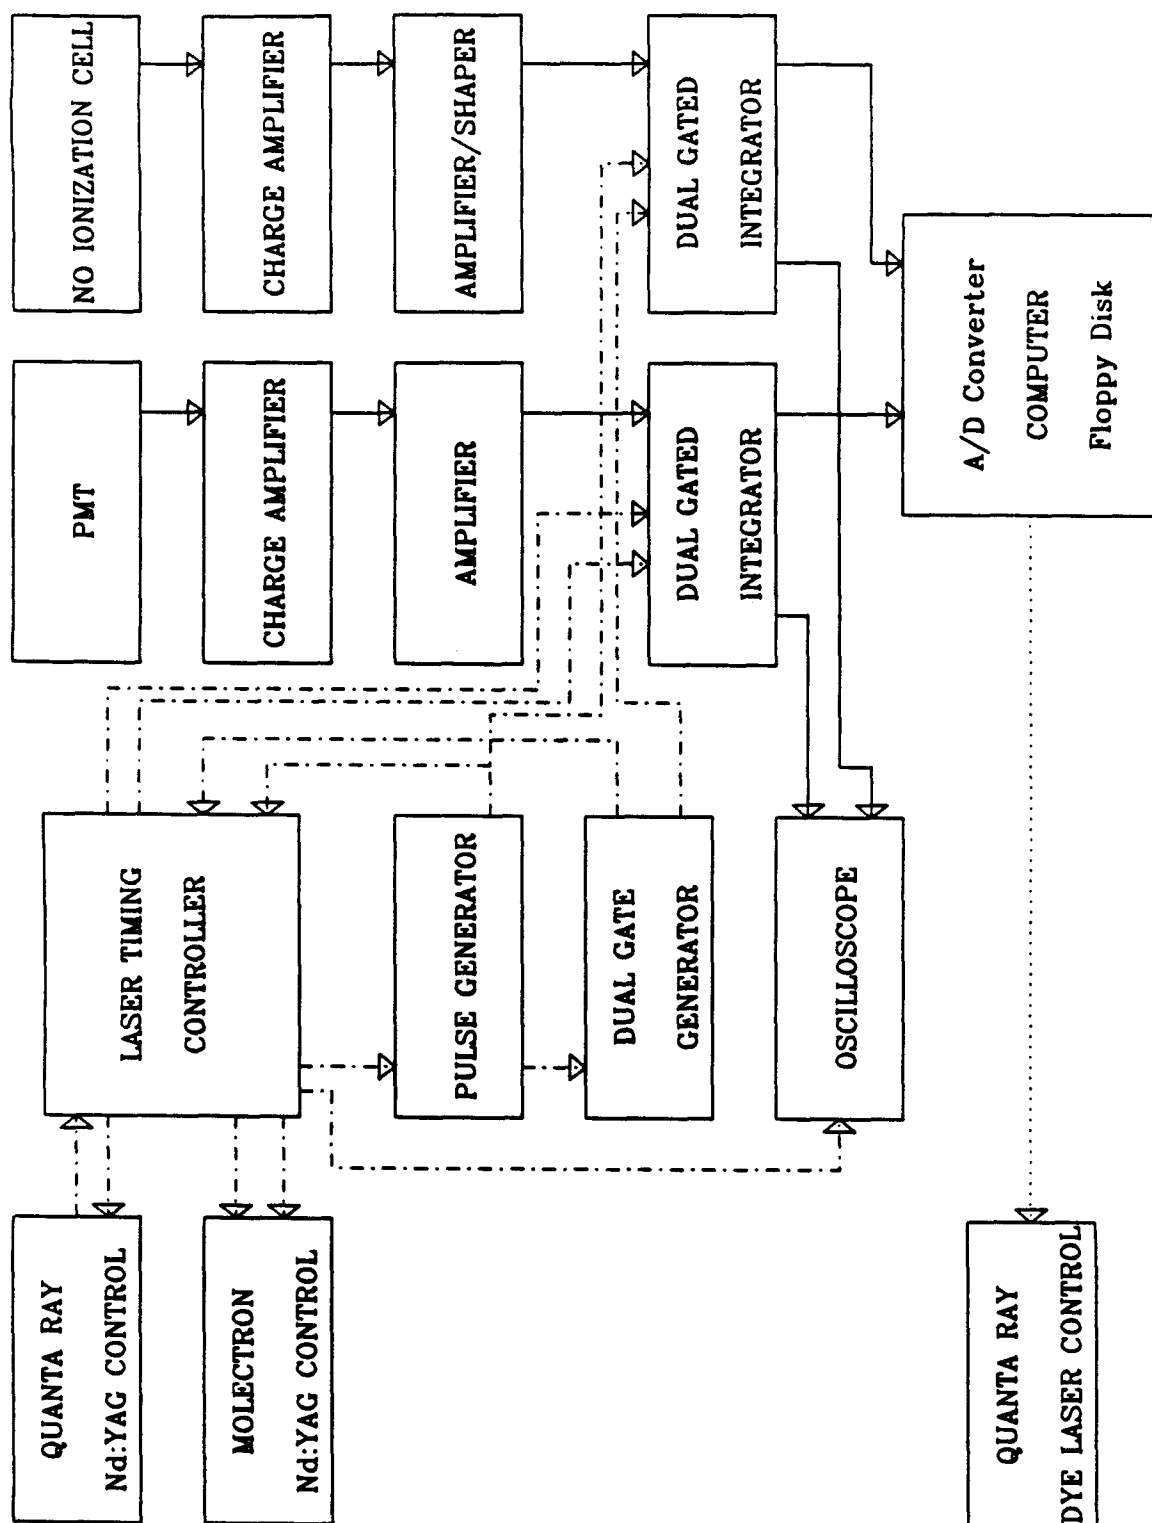 QUANTA RAY
Nd:YAG CONTROL
MOLECTRON
Nd:YAG CONTROL
QUANTA RAY
DYE LASER CONTROL
LASER TIMING
CONTROLLER
PULSE GENERATOR
DUAL GATE
GENERATOR
OSCILLOSCOPE
PMT
CHARGE AMPLIFIER
AMPLIFIER
DUAL GATED
INTEGRATOR
NO IONIZATION CELL
CHARGE AMPLIFIER
AMPLIFIER/SHAPER
DUAL GATED
INTEGRATOR
A/D Converter
COMPUTER
Floppy Disk